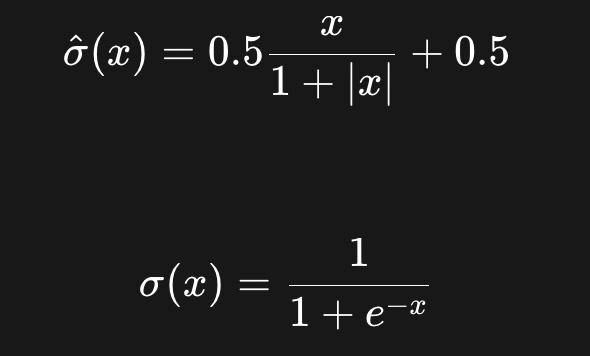 σ̂(x) = 0.5 x / (1 + |x|) + 0.5
σ(x) = 1 / (1 + e^{-x})